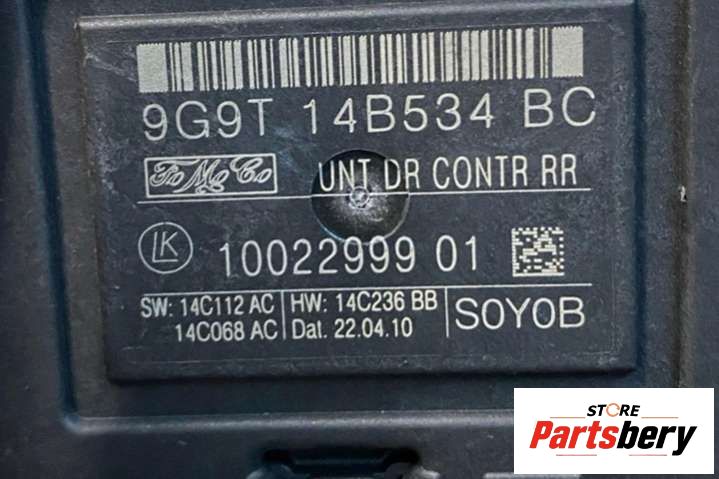 9G9T 14B534 BC
FoMoCo UNT DR CONTR RR
LK 10022999 01
SW: 14C112 AC HW: 14C236 BB S0Y0B
14C068 AC Dat. 22.04.10
STORE
Partsbery